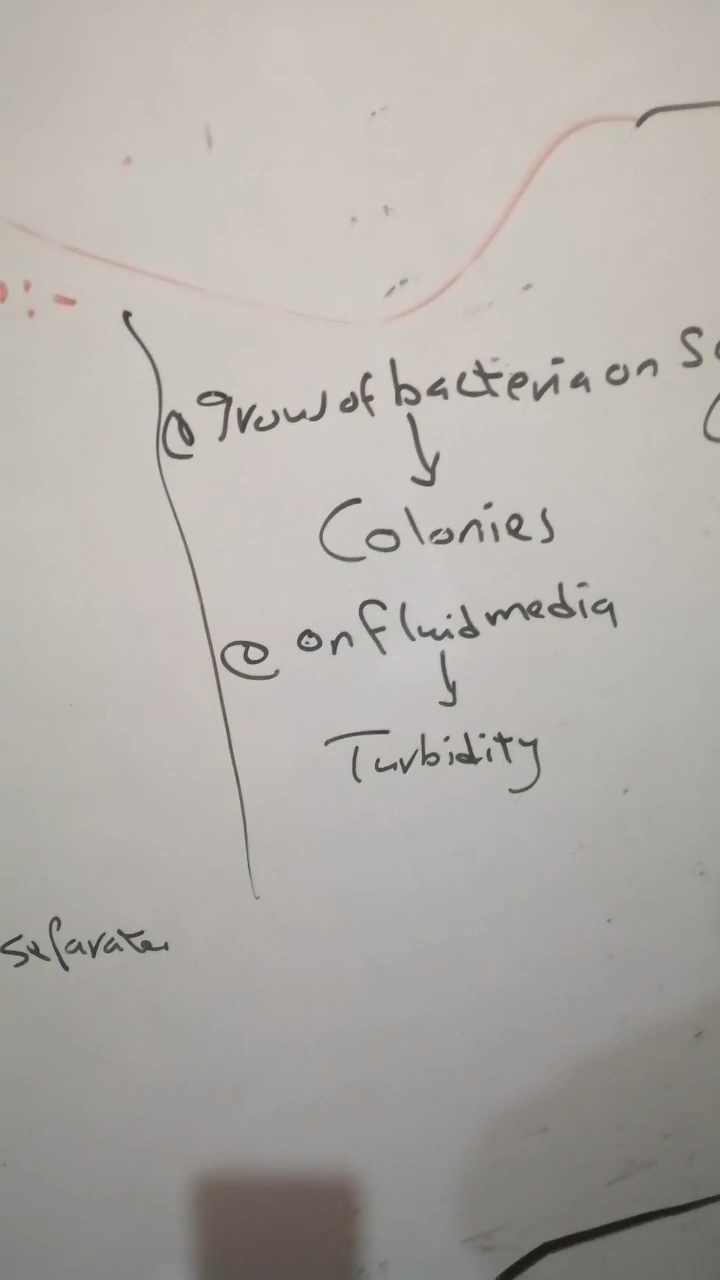 @ grow of bacteria on
↓
Colonies
@ on fluid media
↓
Turbidity
separate